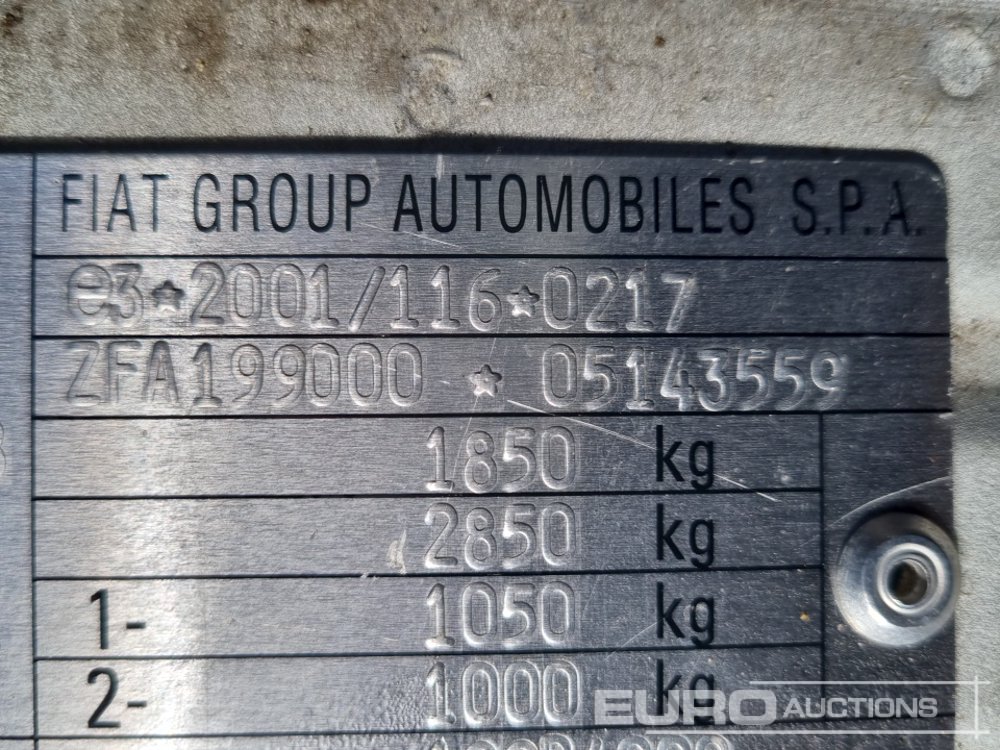 FIAT GROUP AUTOMOBILES S.P.A.
e3*2001/116*0217
ZFA199000 * 05143559
1850 kg
2850 kg
1- 1050 kg
2- 1000 kg
EURO AUCTIONS